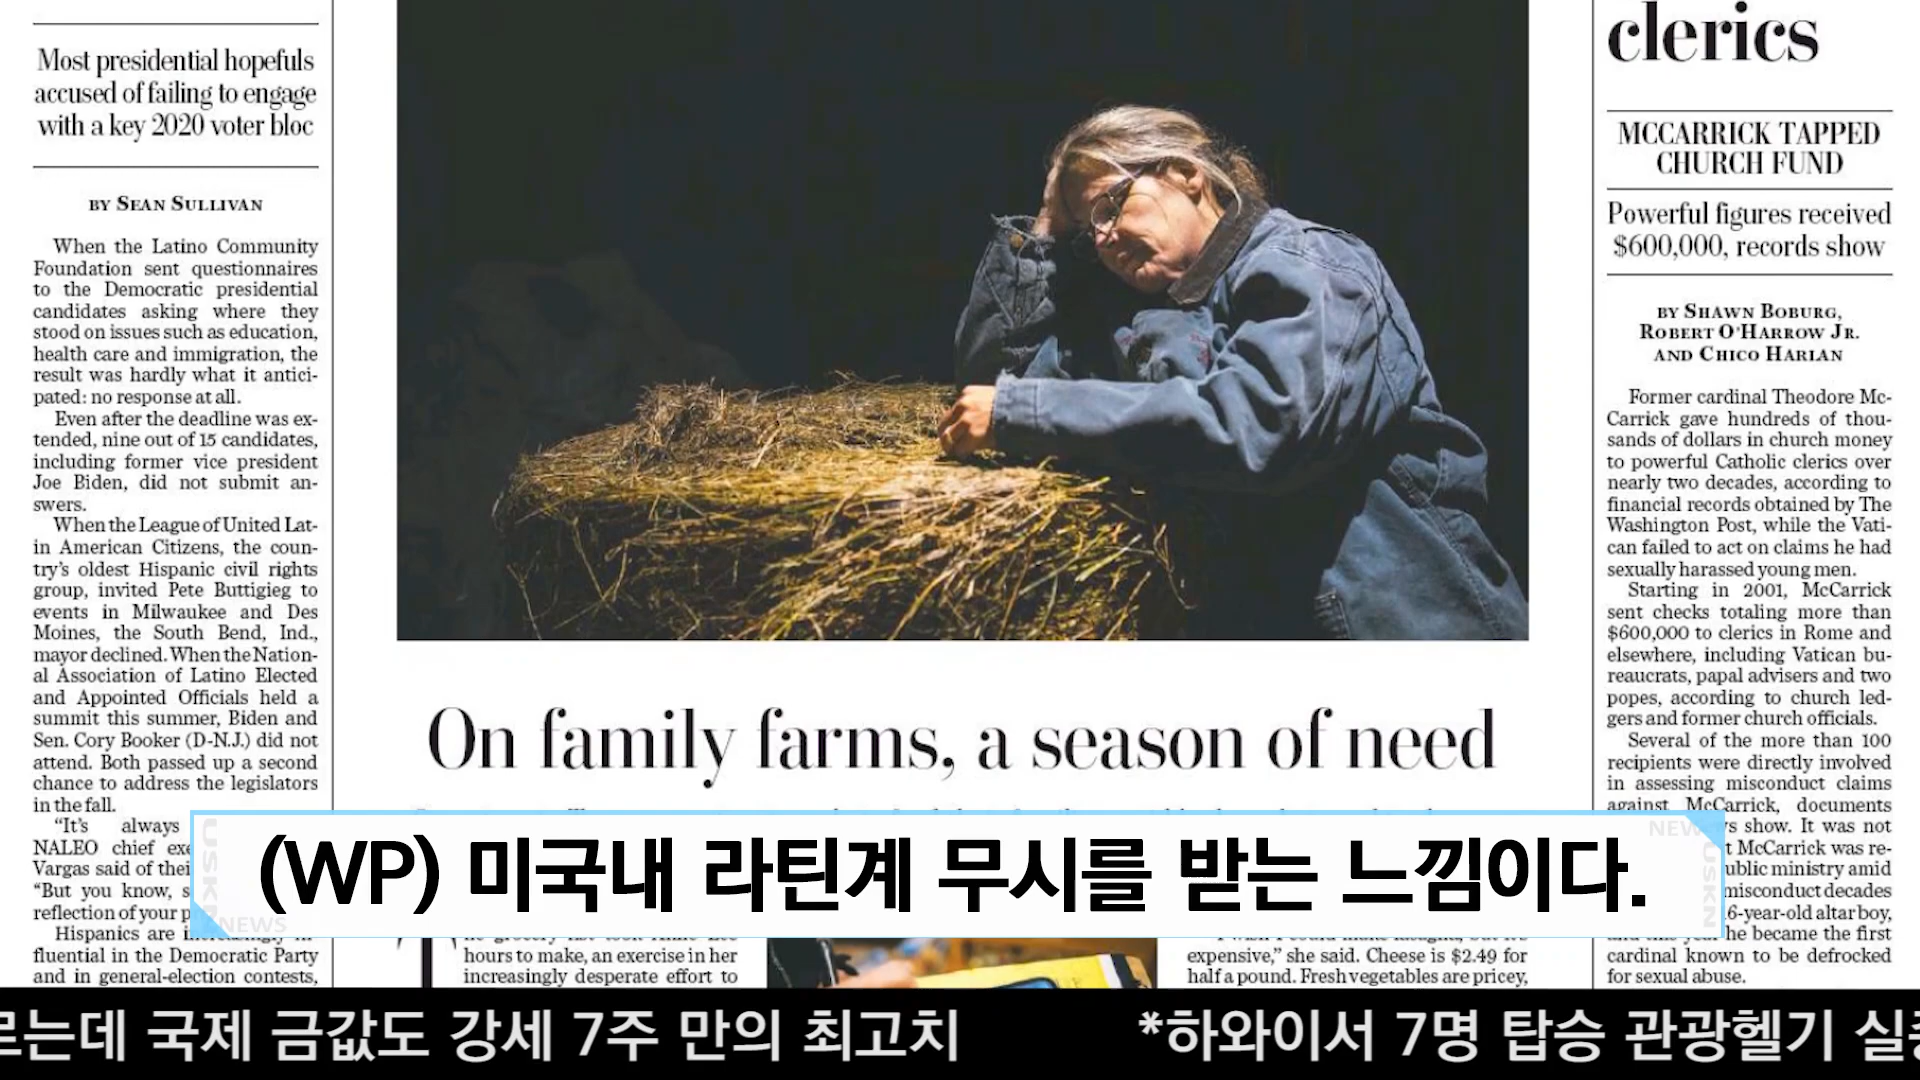 Most presidential hopefuls
accused of failing to engage
with a key 2020 voter bloc
BY SEAN SULLIVAN
When the Latino Community
Foundation sent questionnaires
to the Democratic presidential
candidates asking where they
stood on issues such as education,
health care and immigration, the
result was hardly what it antici-
pated: no response at all.
Even after the deadline was ex-
tended, nine out of 15 candidates,
including former vice president
Joe Biden, did not submit an-
swers.
When the League of United Lat-
in American Citizens, the coun-
try's oldest Hispanic civil rights
group, invited Pete Buttigieg to
events in Milwaukee and Des
Moines, the South Bend, Ind.,
mayor declined. When the Nation-
al Association of Latino Elected
and Appointed Officials held a
summit this summer, Biden and
Sen. Cory Booker (D-N.J.) did not
attend. Both passed up a second
chance to address the legislators
in the fall.
"It's always
NALEO chief
Vargas said of
"But you know,
reflection of your
Hispanics are
fluential in the Democratic Party
and in general-election contests,
On family farms, a season of need
hours to make, an exercise in her
increasingly desperate effort to
expensive," she said. Cheese is $2.49 for
half a pound. Fresh vegetables are pricey,
clerics
MCCARRICK TAPPED
CHURCH FUND
Powerful figures received
$600,000, records show
BY SHAWN BOBURG,
ROBERT O'HARROW JR.
AND CHICO HARLAN
Former cardinal Theodore Mc-
Carrick gave hundreds of thou-
sands of dollars in church money
to powerful Catholic clerics over
nearly two decades, according to
financial records obtained by The
Washington Post, while the Vati-
can failed to act on claims he had
sexually harassed young men.
Starting in 2001, McCarrick
sent checks totaling more than
$600,000 to clerics in Rome and
elsewhere, including Vatican bu-
reaucrats, papal advisers and two
popes, according to church led-
gers and former church officials.
Several of the more than 100
recipients were directly involved
in assessing misconduct claims
against McCarrick, documents
show. It was not
McCarrick was re-
ministry amid
misconduct decades
16-year-old altar boy,
he became the first
cardinal known to be defrocked
for sexual abuse.
USKN
NEWS
(WP) 미국내 라틴계 무시를 받는 느낌이다.
USKN
르는데 국제 금값도 강세 7주 만의 최고치 *하와이서 7명 탑승 관광헬기